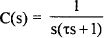 C(s) = 1 / s(τs + 1)